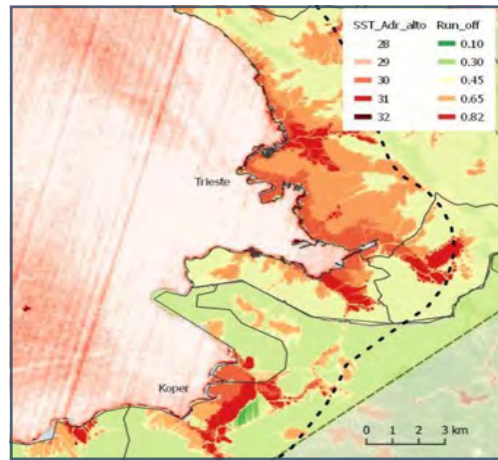 SST_Adr_alto Run_off
28 0.10
29 0.30
30 0.45
31 0.65
32 0.82
Trieste
Koper
0 1 2 3 km